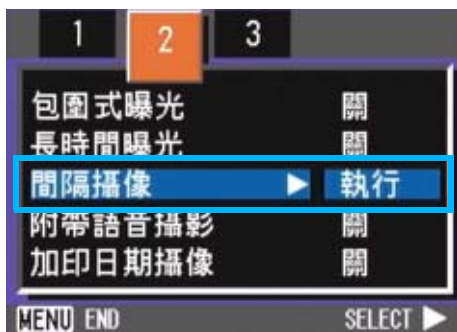 1 2 3
包圍式曝光 關
長時間曝光 關
間隔攝像 ▶ 執行
附帶語音攝影 關
加印日期攝像 關
MENU END SELECT ▶